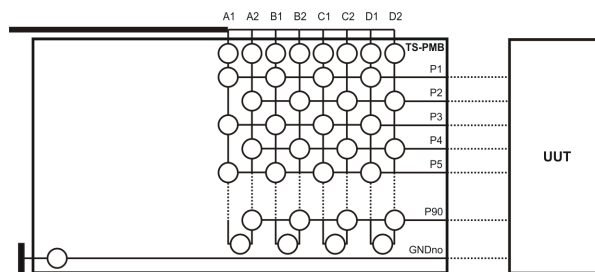 A1 A2 B1 B2 C1 C2 D1 D2
TS-PMB
P1
P2
P3
P4
P5
UUT
P90
GNDno